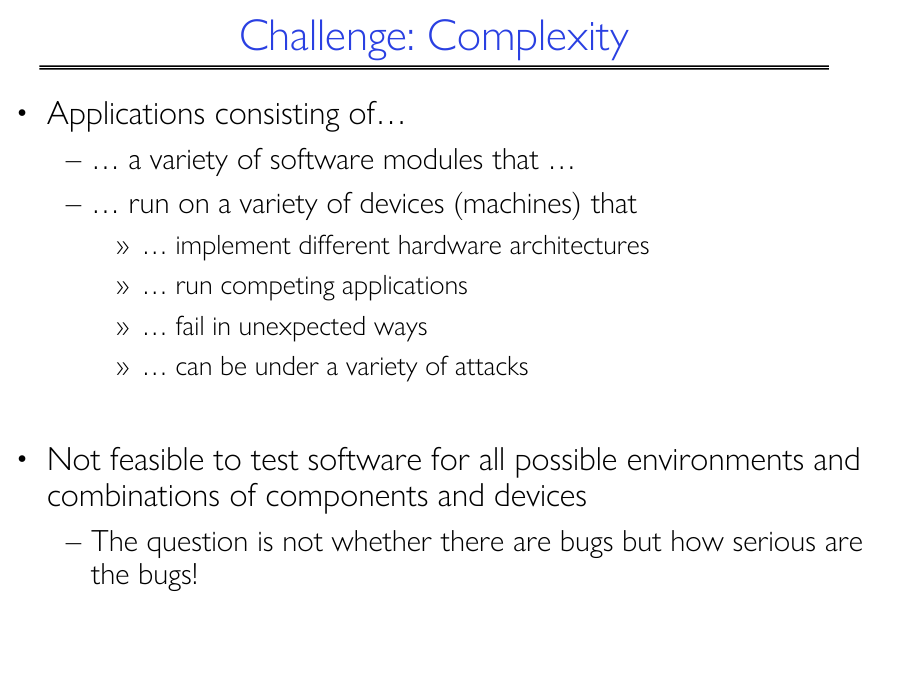 Challenge: Complexity
• Applications consisting of…
– … a variety of software modules that …
– … run on a variety of devices (machines) that
» … implement different hardware architectures
» … run competing applications
» … fail in unexpected ways
» … can be under a variety of attacks
• Not feasible to test software for all possible environments and
combinations of components and devices
– The question is not whether there are bugs but how serious are
the bugs!